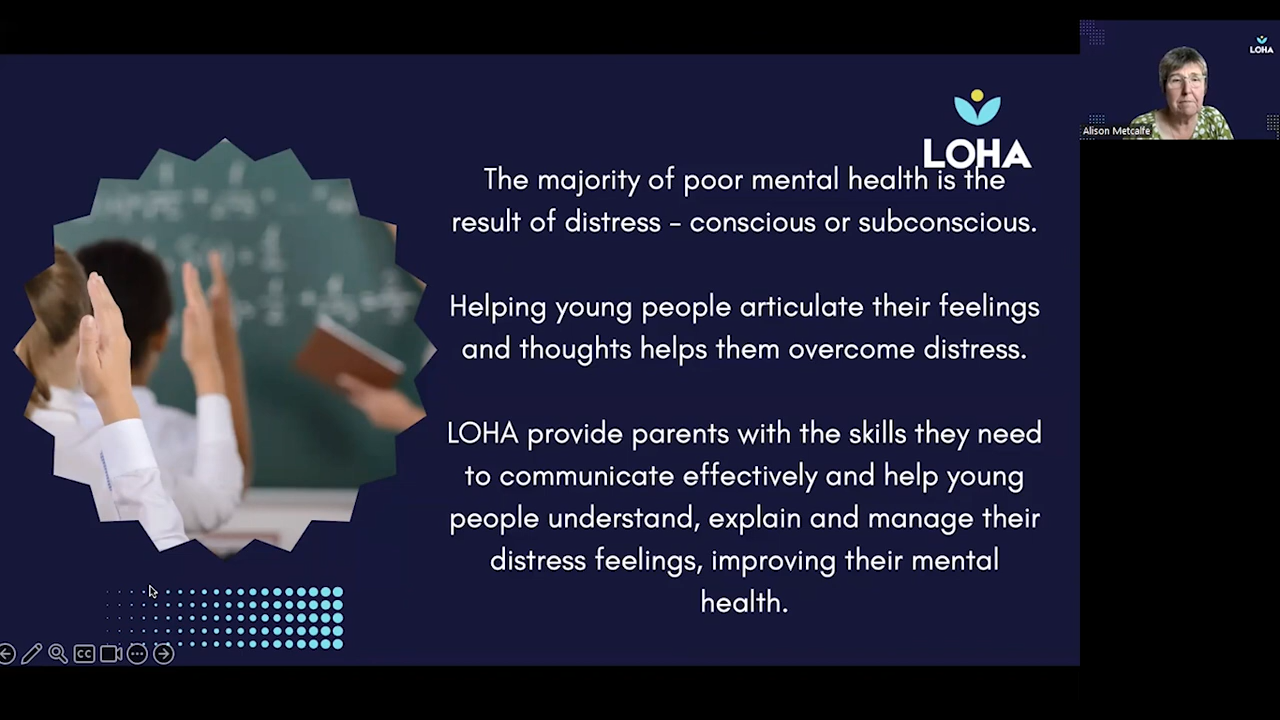 LOHA
The majority of poor mental health is the
result of distress - conscious or subconscious.
Helping young people articulate their feelings
and thoughts helps them overcome distress.
LOHA provide parents with the skills they need
to communicate effectively and help young
people understand, explain and manage their
distress feelings, improving their mental
health.
CC
LOHA
Alison Metcalfe